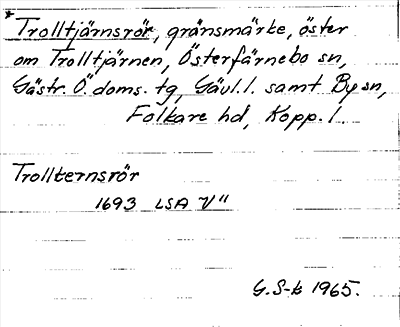 *Trolltjärnsrör, gränsmärke, öster
om Trolltjärnen, Österfärnebo sn,
Gästr. Ö. doms. tg, Gävl. l. samt By sn,
Folkare hd, Kopp. l.
Trollternsrör
1693 LSA V"
G. S-b 1965.